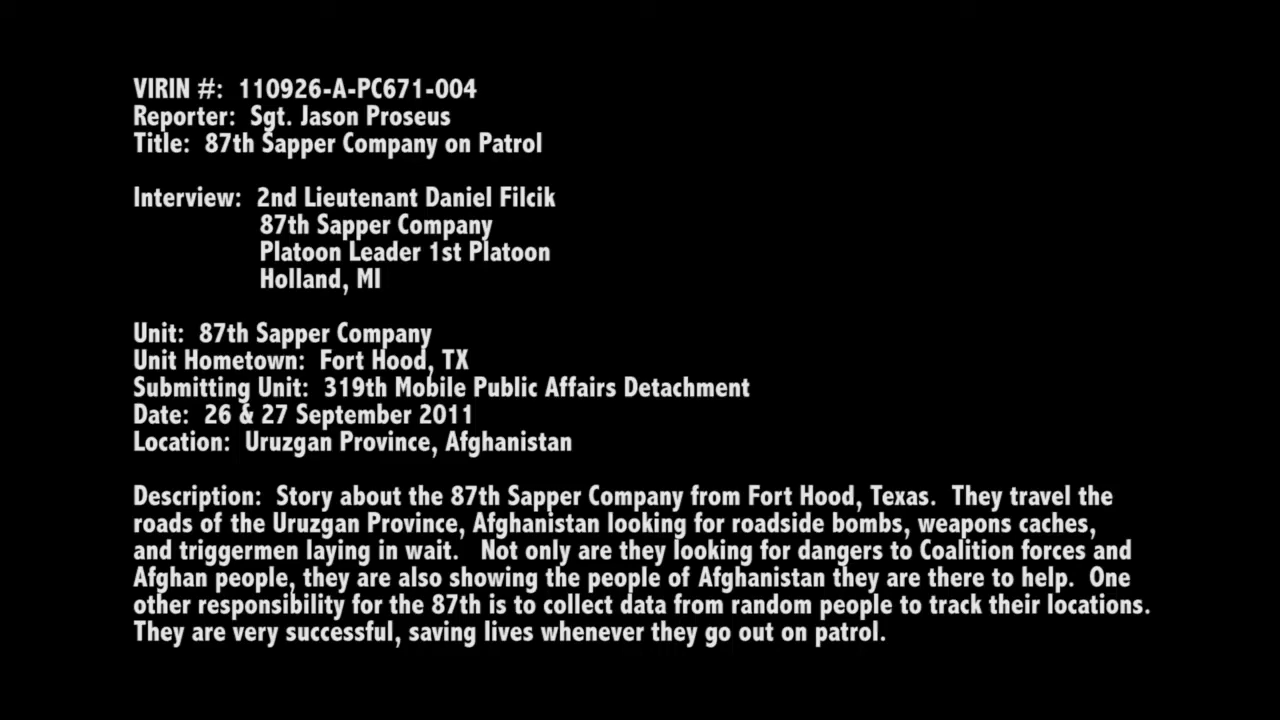 VIRIN #:  110926-A-PC671-004
Reporter:  Sgt. Jason Proseus
Title:  87th Sapper Company on Patrol
Interview:  2nd Lieutenant Daniel Filcik
87th Sapper Company
Platoon Leader 1st Platoon
Holland, MI
Unit:  87th Sapper Company
Unit Hometown:  Fort Hood, TX
Submitting Unit:  319th Mobile Public Affairs Detachment
Date:  26 & 27 September 2011
Location:  Uruzgan Province, Afghanistan
Description:  Story about the 87th Sapper Company from Fort Hood, Texas.  They travel the
roads of the Uruzgan Province, Afghanistan looking for roadside bombs, weapons caches,
and triggermen laying in wait.   Not only are they looking for dangers to Coalition forces and
Afghan people, they are also showing the people of Afghanistan they are there to help.  One
other responsibility for the 87th is to collect data from random people to track their locations.
They are very successful, saving lives whenever they go out on patrol.